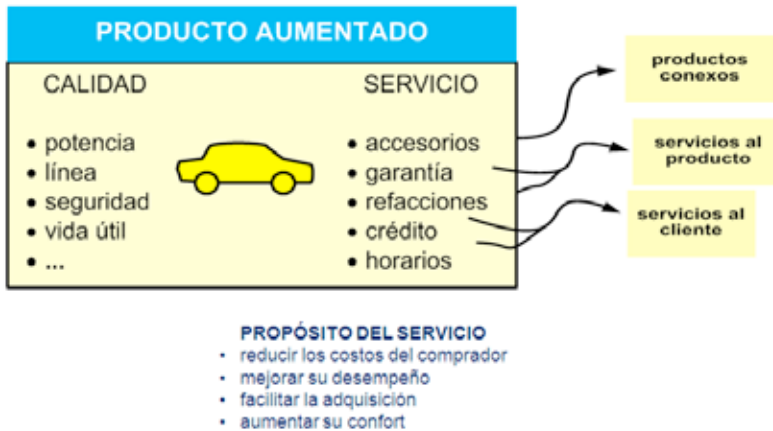 PRODUCTO AUMENTADO
CALIDAD
• potencia
• línea
• seguridad
• vida útil
• ...
SERVICIO
• accesorios
• garantía
• refacciones
• crédito
• horarios
productos
conexos
servicios al
producto
servicios al
cliente
PROPÓSITO DEL SERVICIO
• reducir los costos del comprador
• mejorar su desempeño
• facilitar la adquisición
• aumentar su confort